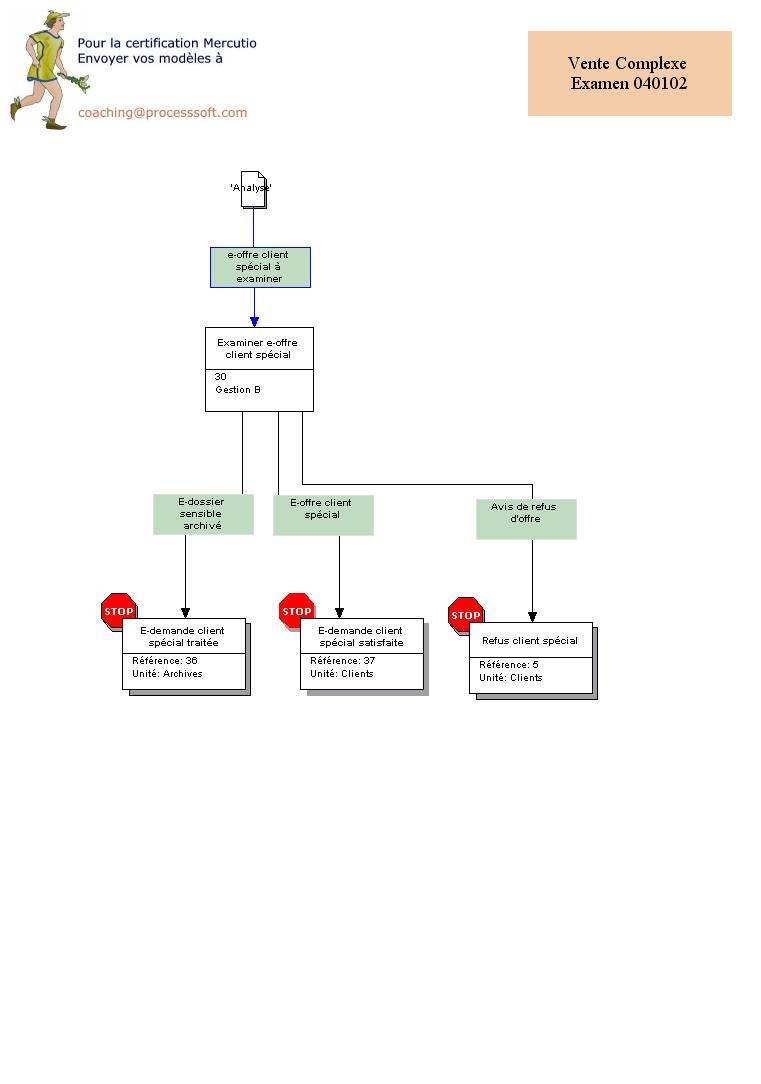 Pour la certification Mercutio
Envoyer vos modèles à
coaching@processsoft.com
Vente Complexe
Examen 040102
'Analyse'
e-offre client
spécial à
examiner
Examiner e-offre
client spécial
30
Gestion B
E-dossier
sensible
archivé
E-offre client
spécial
Avis de refus
d'offre
STOP
E-demande client
spécial traitée
Référence: 36
Unité: Archives
STOP
E-demande client
spécial satisfaite
Référence: 37
Unité: Clients
STOP
Refus client spécial
Référence: 5
Unité: Clients